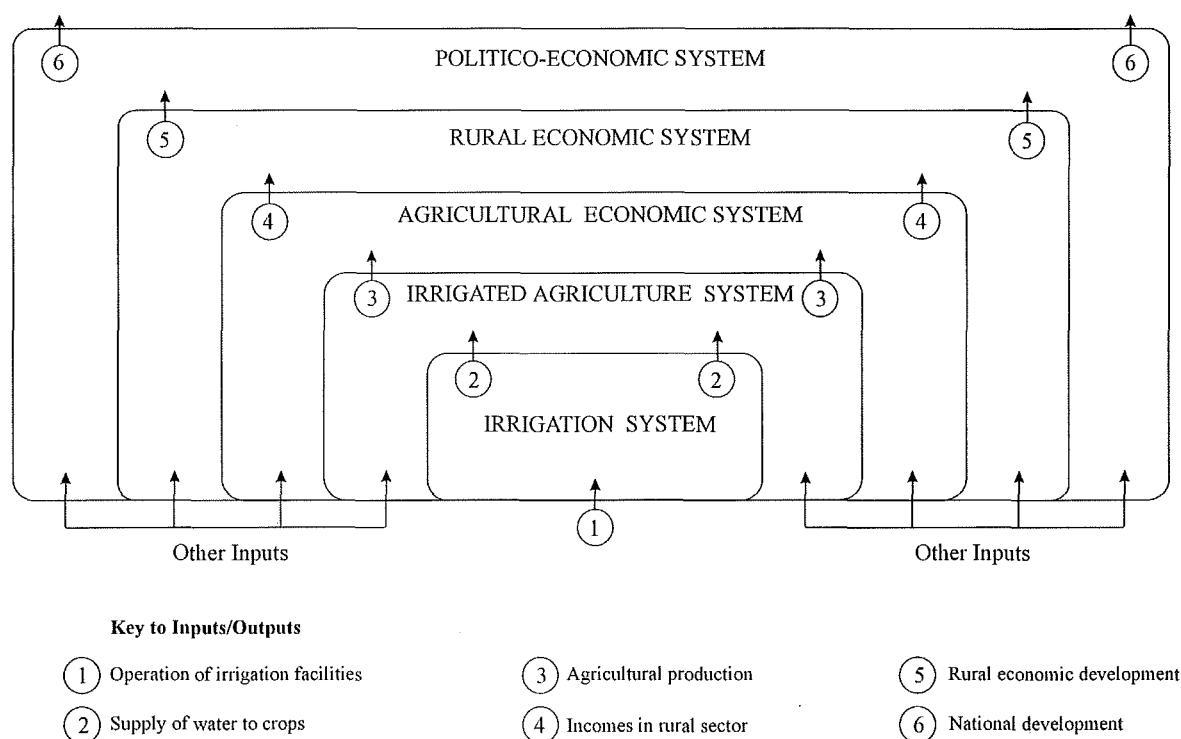 6 POLITICO-ECONOMIC SYSTEM 6
5 RURAL ECONOMIC SYSTEM 5
4 AGRICULTURAL ECONOMIC SYSTEM 4
3 IRRIGATED AGRICULTURE SYSTEM 3
2 2
IRRIGATION SYSTEM
1
Other Inputs Other Inputs
Key to Inputs/Outputs
1 Operation of irrigation facilities 3 Agricultural production 5 Rural economic development
2 Supply of water to crops 4 Incomes in rural sector 6 National development